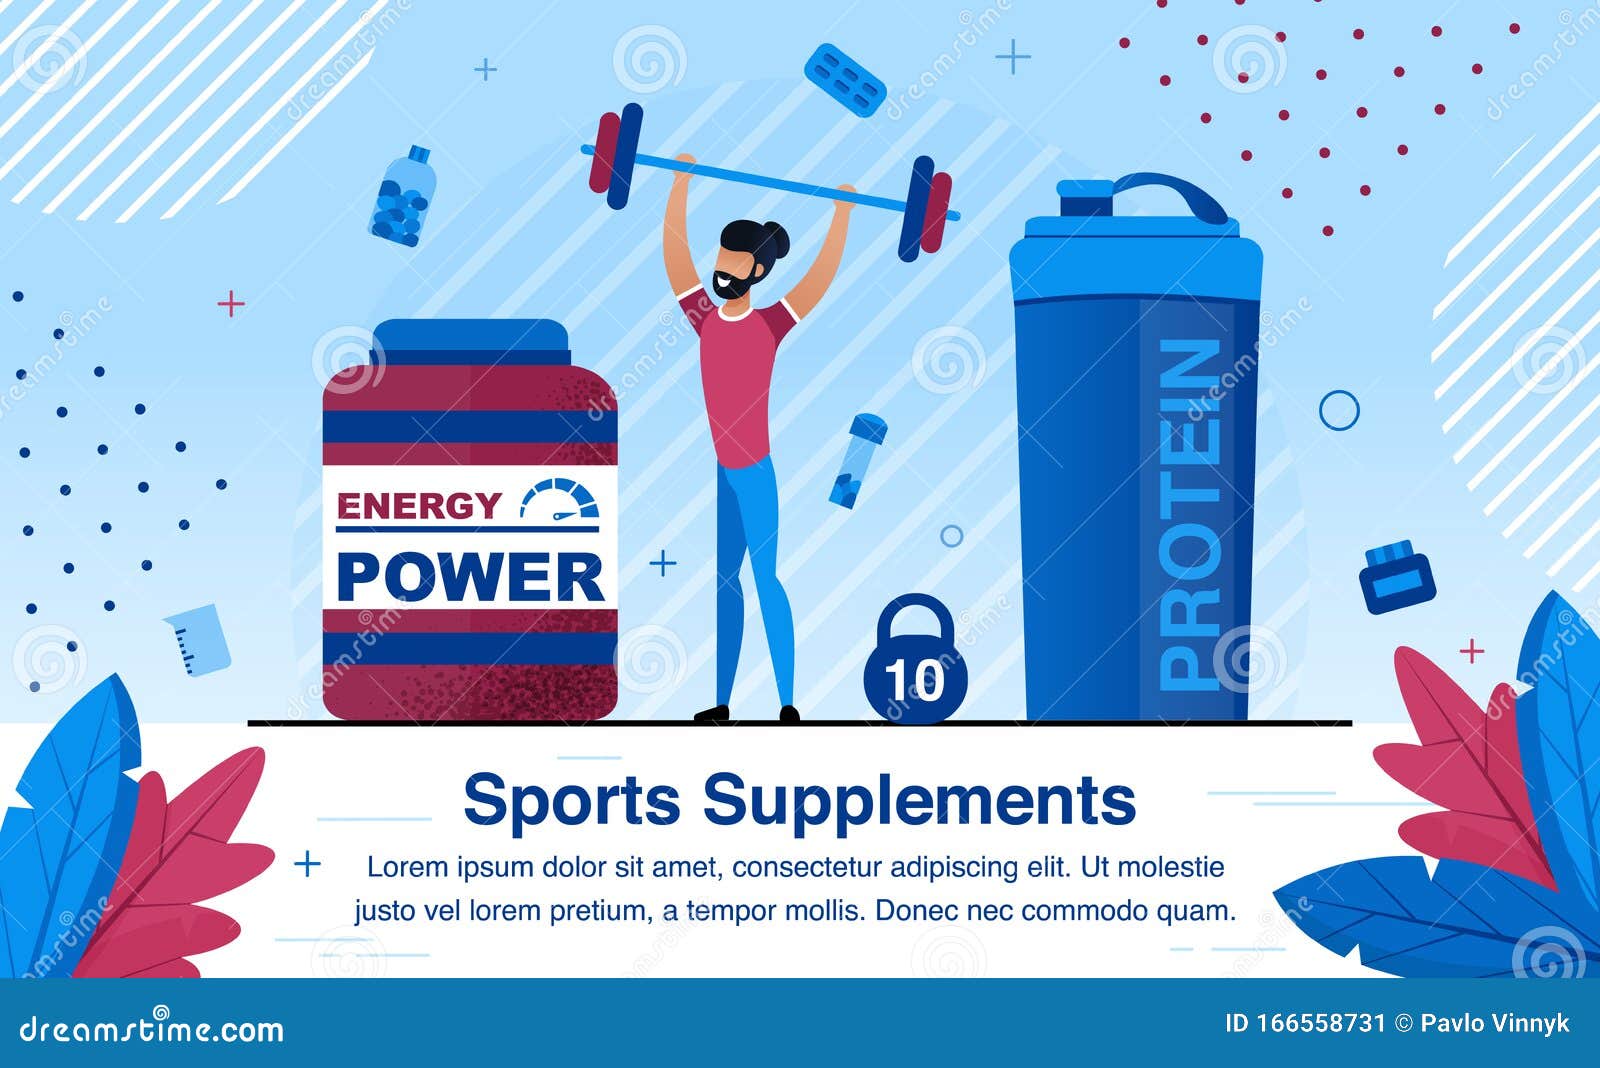 ENERGY
POWER
PROTEIN
10
Sports Supplements
Lorem ipsum dolor sit amet, consectetur adipiscing elit. Ut molestie
justo vel lorem pretium, a tempor mollis. Donec nec commodo quam.
dreamstime.com
ID 166558731 © Pavlo Vinnyk